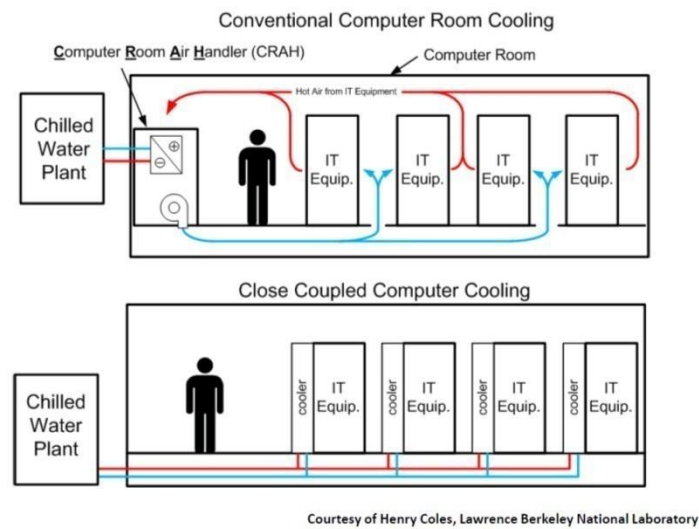 Conventional Computer Room Cooling
Computer Room Air Handler (CRAH)
Computer Room
Hot Air from IT Equipment
Chilled
Water
Plant
IT
Equip.
IT
Equip.
IT
Equip.
IT
Equip.
Close Coupled Computer Cooling
Chilled
Water
Plant
cooler
IT
Equip.
cooler
IT
Equip.
cooler
IT
Equip.
cooler
IT
Equip.
Courtesy of Henry Coles, Lawrence Berkeley National Laboratory